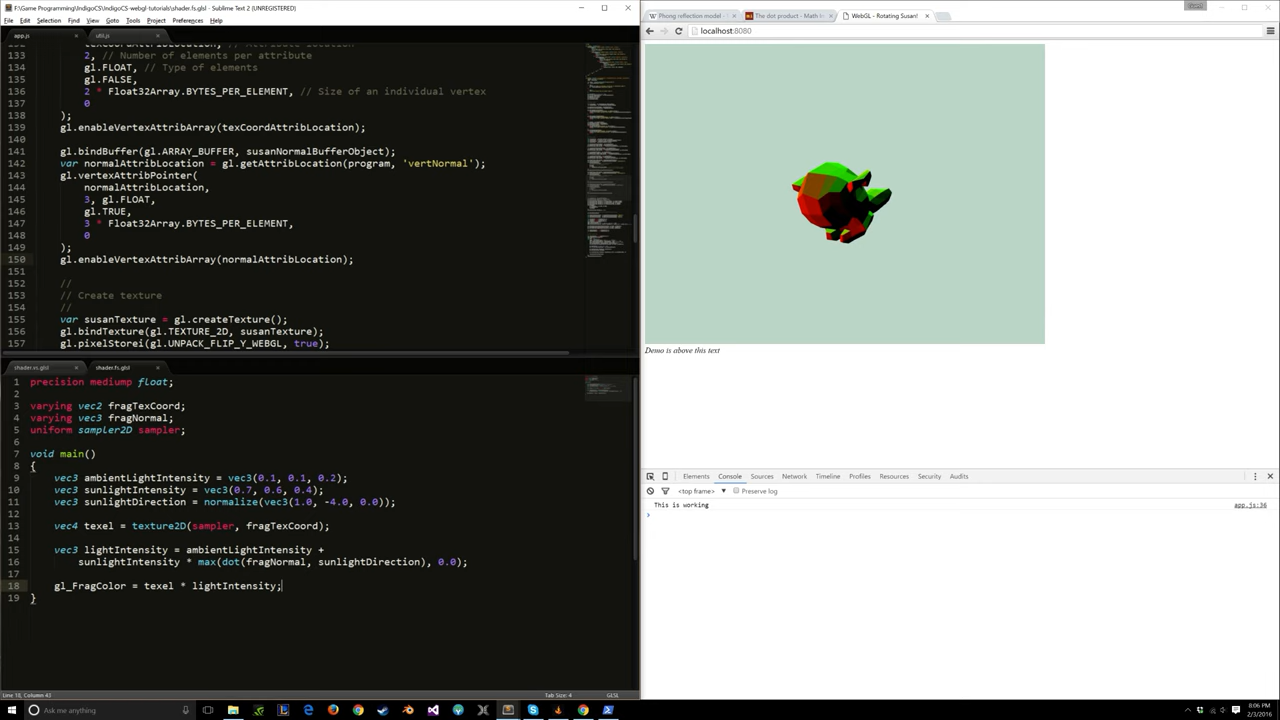 F:\Game Programming\IndigoCS\IndigoCS-webgl-tutorials\shader.fs.glsl - Sublime Text 2 (UNREGISTERED)
File Edit Selection Find View Goto Tools Project Preferences Help
app.js × util.js ×
133 2, // Number of elements per attribute
134 gl.FLOAT, // Type of elements
135 gl.FALSE,
136 2 * Float32Array.BYTES_PER_ELEMENT, // Size of an individual vertex
137 0
138 );
139 gl.enableVertexAttribArray(texCoordAttribLocation);
140
141 gl.bindBuffer(gl.ARRAY_BUFFER, susanNormalBufferObject);
142 var normalAttribLocation = gl.getAttribLocation(program, 'vertNormal');
143 gl.vertexAttribPointer(
144 normalAttribLocation,
145 3, gl.FLOAT,
146 gl.TRUE,
147 3 * Float32Array.BYTES_PER_ELEMENT,
148 0
149 );
150 gl.enableVertexAttribArray(normalAttribLocation);
151
152 //
153 // Create texture
154 //
155 var susanTexture = gl.createTexture();
156 gl.bindTexture(gl.TEXTURE_2D, susanTexture);
157 gl.pixelStorei(gl.UNPACK_FLIP_Y_WEBGL, true);
shader.vs.glsl × shader.fs.glsl ×
1 precision mediump float;
2
3 varying vec2 fragTexCoord;
4 varying vec3 fragNormal;
5 uniform sampler2D sampler;
6
7 void main()
8 {
9 vec3 ambientLightIntensity = vec3(0.1, 0.1, 0.2);
10 vec3 sunlightIntensity = vec3(0.7, 0.6, 0.4);
11 vec3 sunlightDirection = normalize(vec3(1.0, -4.0, 0.0));
12
13 vec4 texel = texture2D(sampler, fragTexCoord);
14
15 vec3 lightIntensity = ambientLightIntensity +
16 sunlightIntensity * max(dot(fragNormal, sunlightDirection), 0.0);
17
18 gl_FragColor = texel * lightIntensity;
19 }
Line 18, Column 43 Tab Size: 4 GLSL
Phong reflection model - × The dot product - Math In × WebGL - Rotating Susan! ×
localhost:8080
Demo is above this text
Elements Console Sources Network Timeline Profiles Resources Security Audits
<top frame> ▼ Preserve log
This is working app.js:36
Ask me anything
8:06 PM
2/3/2016